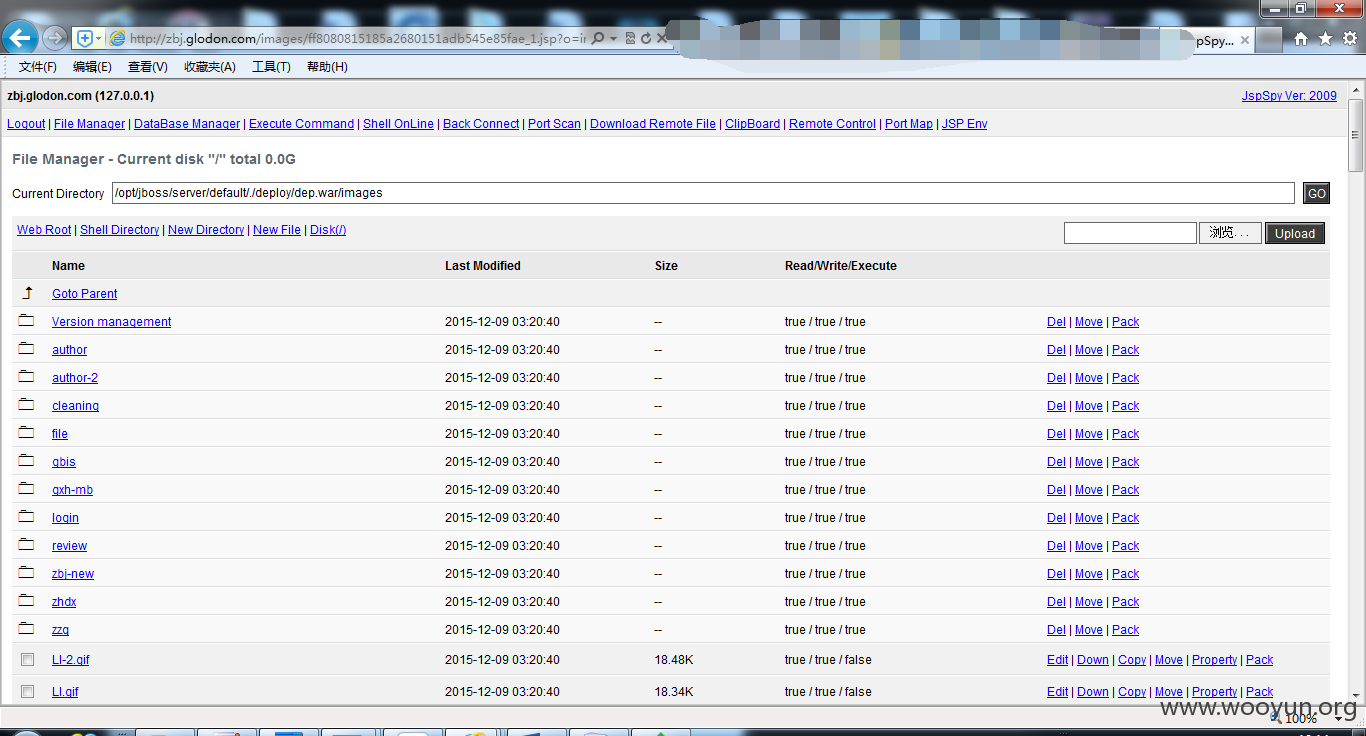 http://zbj.glodon.com/images/ff8080815185a2680151adb545e85fae_1.jsp?o=i
pSpy...
文件(F) 编辑(E) 查看(V) 收藏夹(A) 工具(T) 帮助(H)
zbj.glodon.com (127.0.0.1) JspSpy Ver: 2009
Logout | File Manager | DataBase Manager | Execute Command | Shell OnLine | Back Connect | Port Scan | Download Remote File | ClipBoard | Remote Control | Port Map | JSP Env
File Manager - Current disk "/" total 0.0G
Current Directory /opt/jboss/server/default/./deploy/dep.war/images GO
Web Root | Shell Directory | New Directory | New File | Disk(/) 浏览... Upload
Name Last Modified Size Read/Write/Execute
Goto Parent
Version management 2015-12-09 03:20:40 -- true / true / true Del | Move | Pack
author 2015-12-09 03:20:40 -- true / true / true Del | Move | Pack
author-2 2015-12-09 03:20:40 -- true / true / true Del | Move | Pack
cleaning 2015-12-09 03:20:40 -- true / true / true Del | Move | Pack
file 2015-12-09 03:20:40 -- true / true / true Del | Move | Pack
gbis 2015-12-09 03:20:40 -- true / true / true Del | Move | Pack
gxh-mb 2015-12-09 03:20:40 -- true / true / true Del | Move | Pack
login 2015-12-09 03:20:40 -- true / true / true Del | Move | Pack
review 2015-12-09 03:20:40 -- true / true / true Del | Move | Pack
zbj-new 2015-12-09 03:20:40 -- true / true / true Del | Move | Pack
zhdx 2015-12-09 03:20:40 -- true / true / true Del | Move | Pack
zzq 2015-12-09 03:20:40 -- true / true / true Del | Move | Pack
LI-2.gif 2015-12-09 03:20:40 18.48K true / true / false Edit | Down | Copy | Move | Property | Pack
LI.gif 2015-12-09 03:20:40 18.34K true / true / false Edit | Down | Copy | Move | Property | Pack
www.wooyun.org
100%